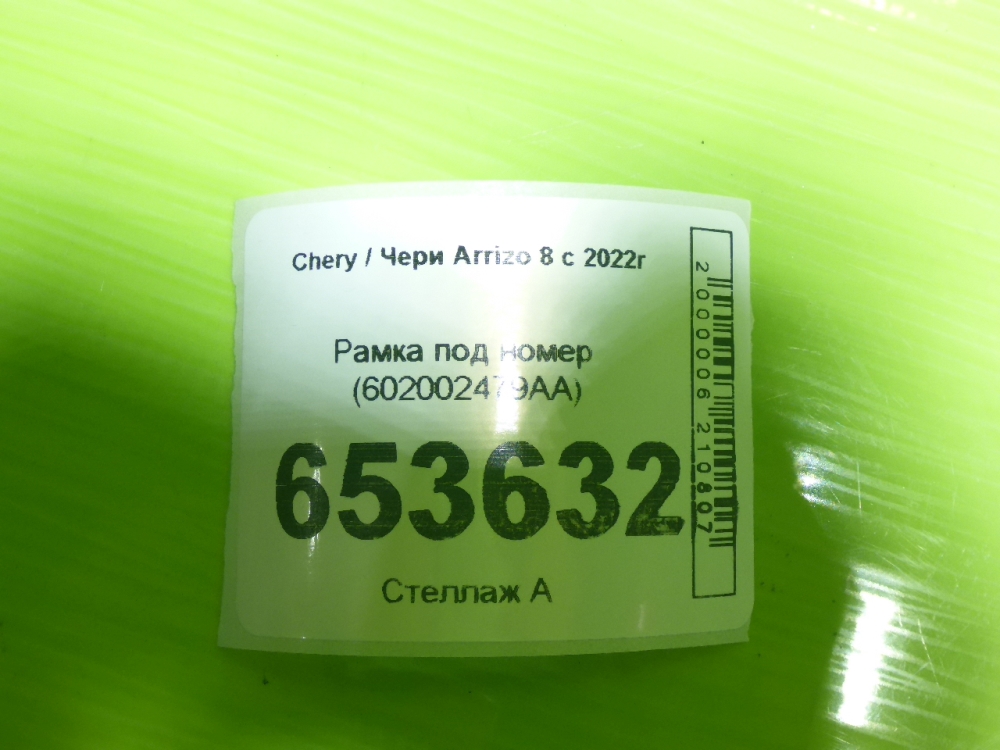 Chery / Чери Arrizo 8 с 2022г
Рамка под номер
(602002479AA)
653632
Стеллаж А
2000006210807